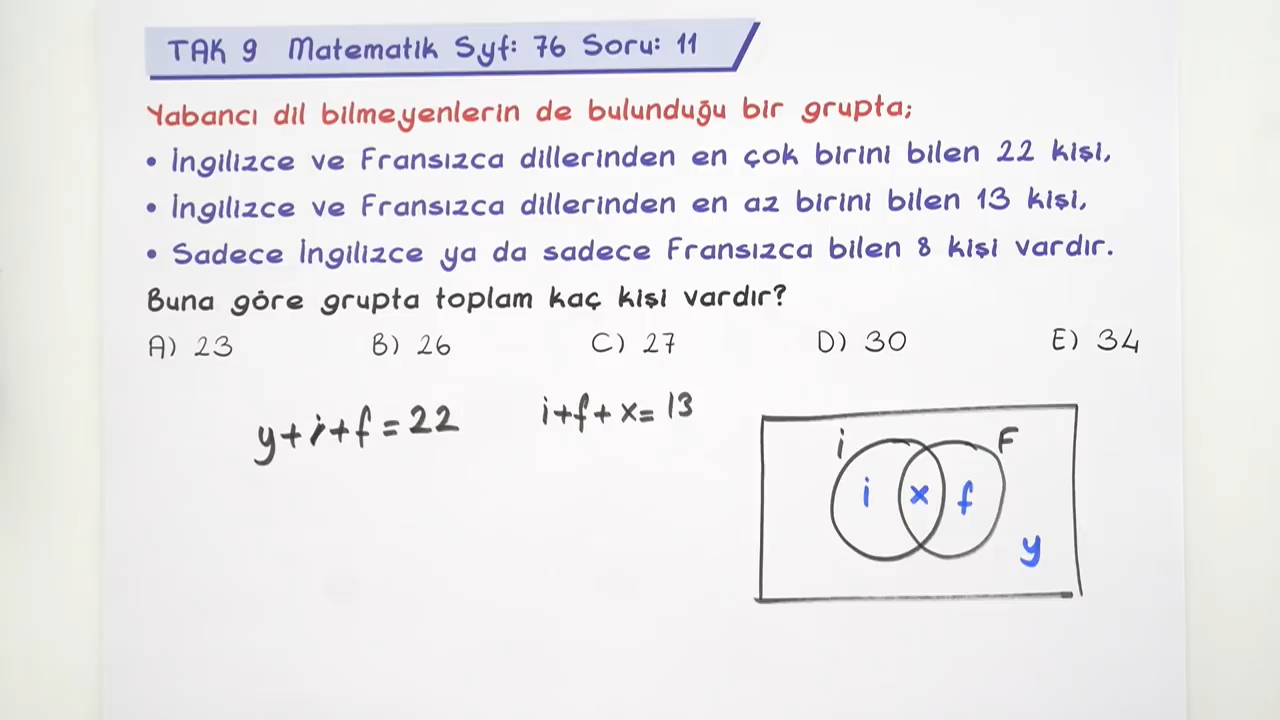 TAK 9 Matematik Syf: 76 Soru: 11
Yabancı dil bilmeyenlerin de bulunduğu bir grupta;
• İngilizce ve Fransızca dillerinden en çok birini bilen 22 kişi,
• İngilizce ve Fransızca dillerinden en az birini bilen 13 kişi,
• Sadece İngilizce ya da sadece Fransızca bilen 8 kişi vardır.
Buna göre grupta toplam kaç kişi vardır?
A) 23 B) 26 C) 27 D) 30 E) 34
y+i+f=22 i+f+x=13
i F
i x f
y